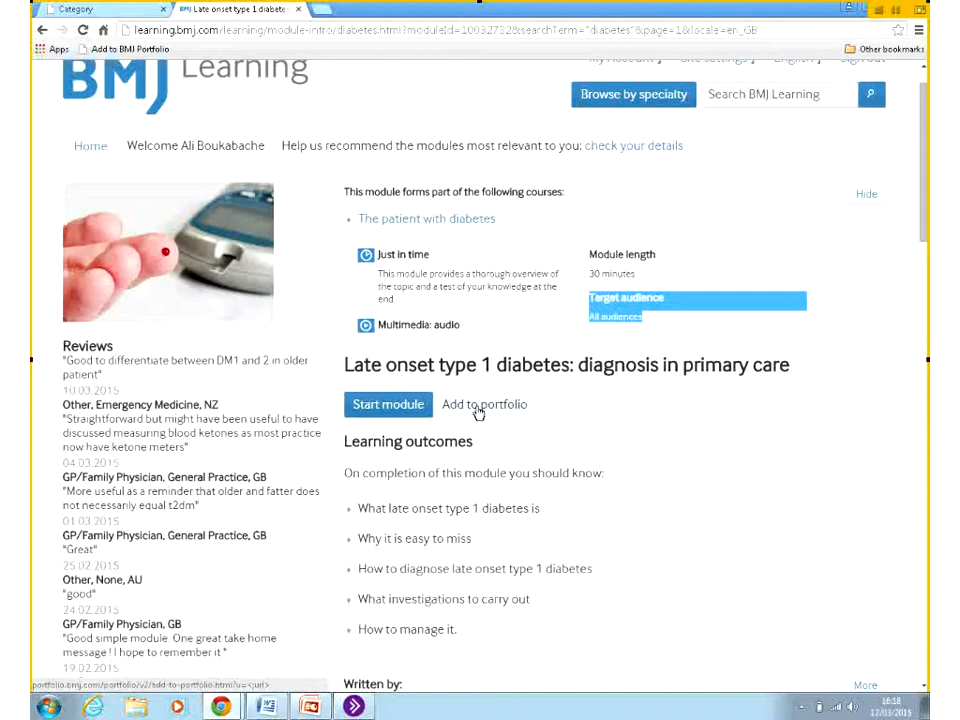 Category
BMJ Late onset type 1 diabete
learning.bmj.com/learning/module-intro/diabetes.html?moduleId=10032732&searchTerm="diabetes"&page=1&locale=en_GB
Apps
Add to BMJ Portfolio
Other bookmarks
BMJ Learning
Browse by specialty
Search BMJ Learning
Home
Welcome Ali Boukabache
Help us recommend the modules most relevant to you: check your details
This module forms part of the following courses:
Hide
The patient with diabetes
Just in time
This module provides a thorough overview of
the topic and a test of your knowledge at the
end
Multimedia: audio
Module length
30 minutes
Target audience
All audiences
Late onset type 1 diabetes: diagnosis in primary care
Start module
Add to portfolio
Learning outcomes
On completion of this module you should know:
What late onset type 1 diabetes is
Why it is easy to miss
How to diagnose late onset type 1 diabetes
What investigations to carry out
How to manage it.
Written by:
More
Reviews
"Good to differentiate between DM1 and 2 in older
patient"
10.03.2015
Other, Emergency Medicine, NZ
"Straightforward but might have been useful to have
discussed measuring blood ketones as most practice
now have ketone meters"
04.03.2015
GP/Family Physician, General Practice, GB
"More useful as a reminder that older and fatter does
not necessarily equal t2dm"
01.03.2015
GP/Family Physician, General Practice, GB
"Great"
25.02.2015
Other, None, AU
"good"
24.02.2015
GP/Family Physician, GB
"Good simple module. One great take home
message! I hope to remember it "
19.02.2015
portfolio.bmj.com/portfolio/v2/add-to-portfolio.html?u=<;url>
16:18
12/03/2015